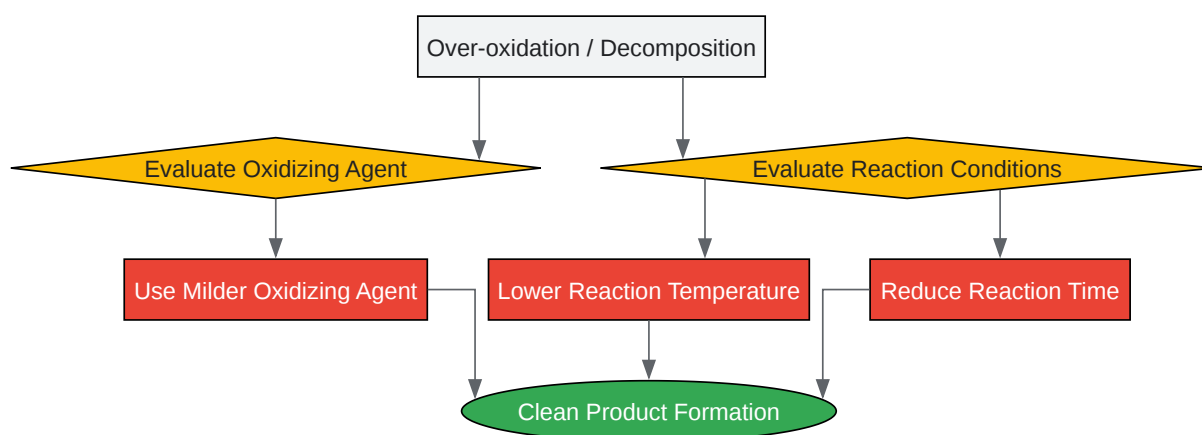 Over-oxidation / Decomposition
Evaluate Oxidizing Agent
Evaluate Reaction Conditions
Use Milder Oxidizing Agent
Lower Reaction Temperature
Reduce Reaction Time
Clean Product Formation